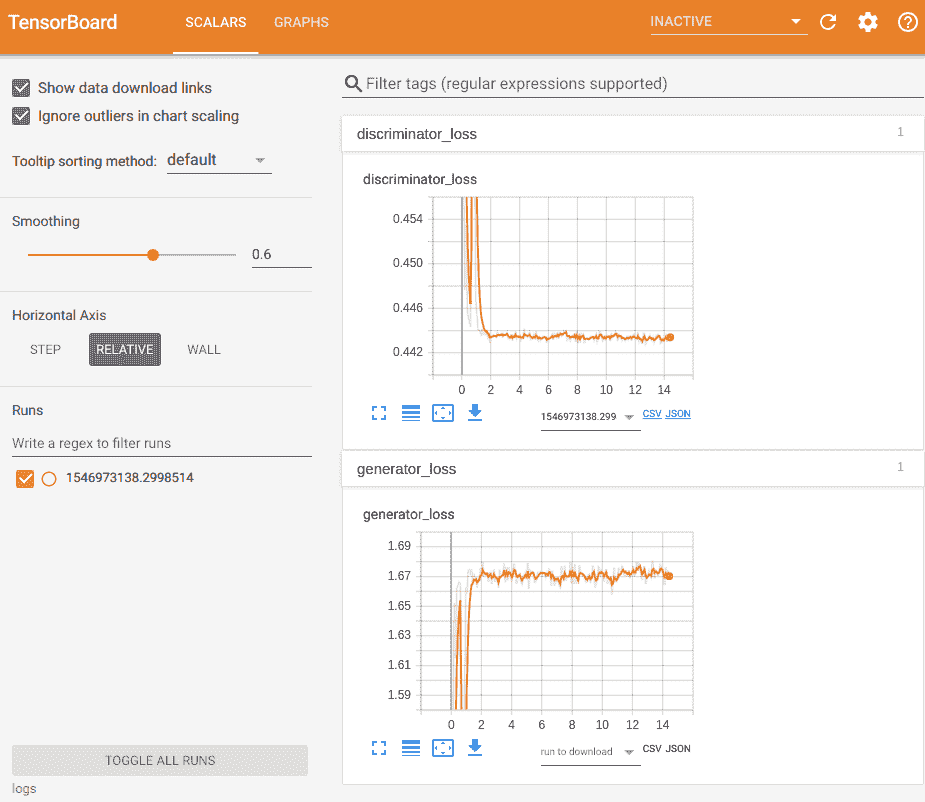 TensorBoard
SCALARS
GRAPHS
INACTIVE
Show data download links
Ignore outliers in chart scaling
Tooltip sorting method:
default
Smoothing
0.6
Horizontal Axis
STEP
RELATIVE
WALL
Runs
Write a regex to filter runs
1546973138.2998514
TOGGLE ALL RUNS
logs
Filter tags (regular expressions supported)
discriminator_loss
1
discriminator_loss
0.454
0.450
0.446
0.442
0 2 4 6 8 10 12 14
1546973138.299
CSV JSON
generator_loss
1
generator_loss
1.69
1.67
1.65
1.63
1.61
1.59
0 2 4 6 8 10 12 14
run to download
CSV JSON